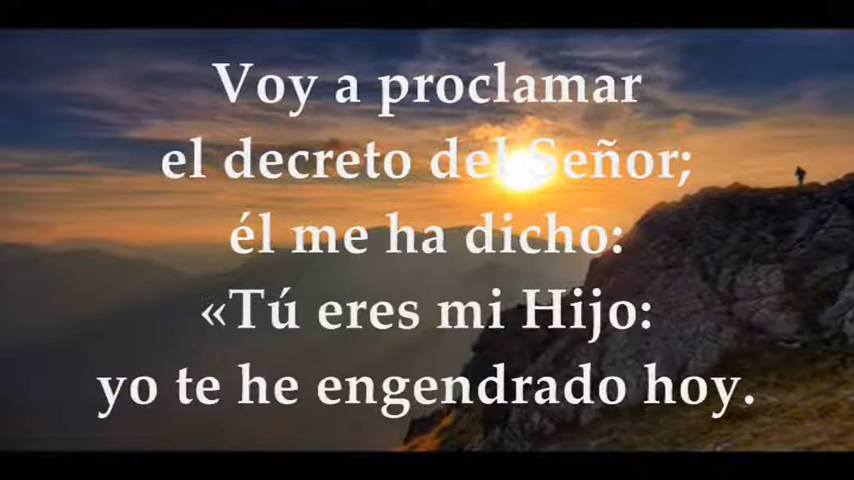 Voy a proclamar
el decreto del Señor;
él me ha dicho:
«Tú eres mi Hijo:
yo te he engendrado hoy.